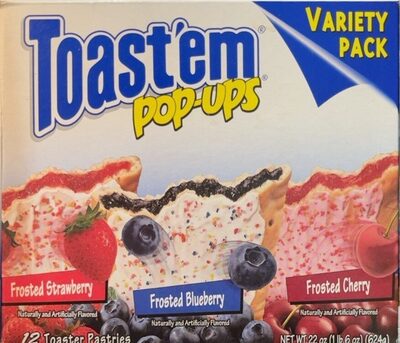 VARIETY
PACK
Toast'em®
POP-UPS®
Frosted Strawberry
Naturally and Artificially Flavored
Frosted Blueberry
Naturally and Artificially Flavored
Frosted Cherry
Naturally and Artificially Flavored
12 Toaster Pastries
NET WT. 22 oz (1 lb 6 oz) (624g)